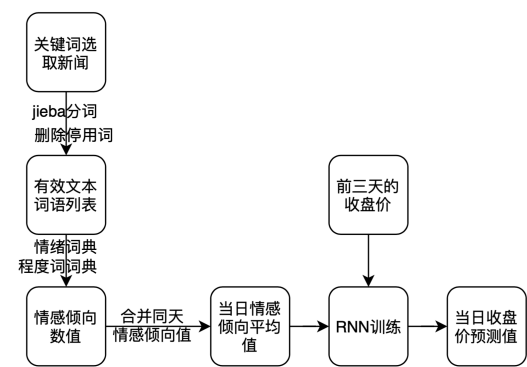 关键词选
取新闻
jieba分词
删除停用词
有效文本
词语列表
前三天的
收盘价
情绪词典
程度词词典
情感倾向
数值
合并同天
情感倾向值
当日情感
倾向平均
值
RNN训练
当日收盘
价预测值